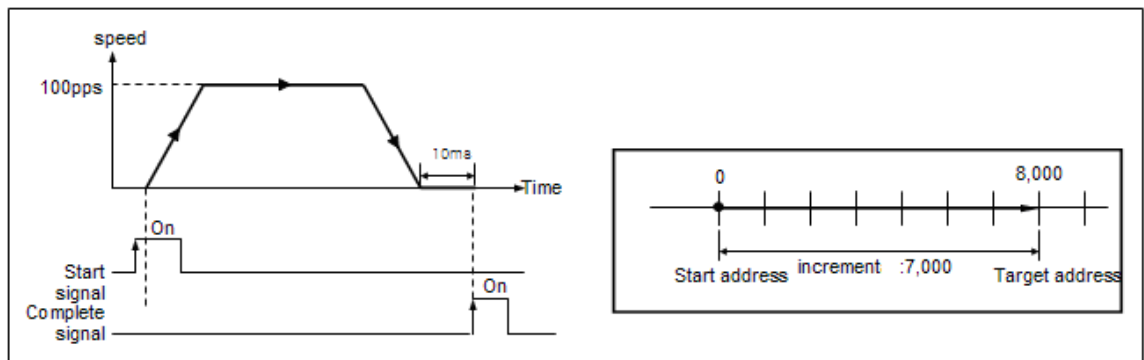 speed
100pps
10ms
Time
On
Start
signal
On
Complete
signal
0 8,000
increment :7,000
Start address Target address